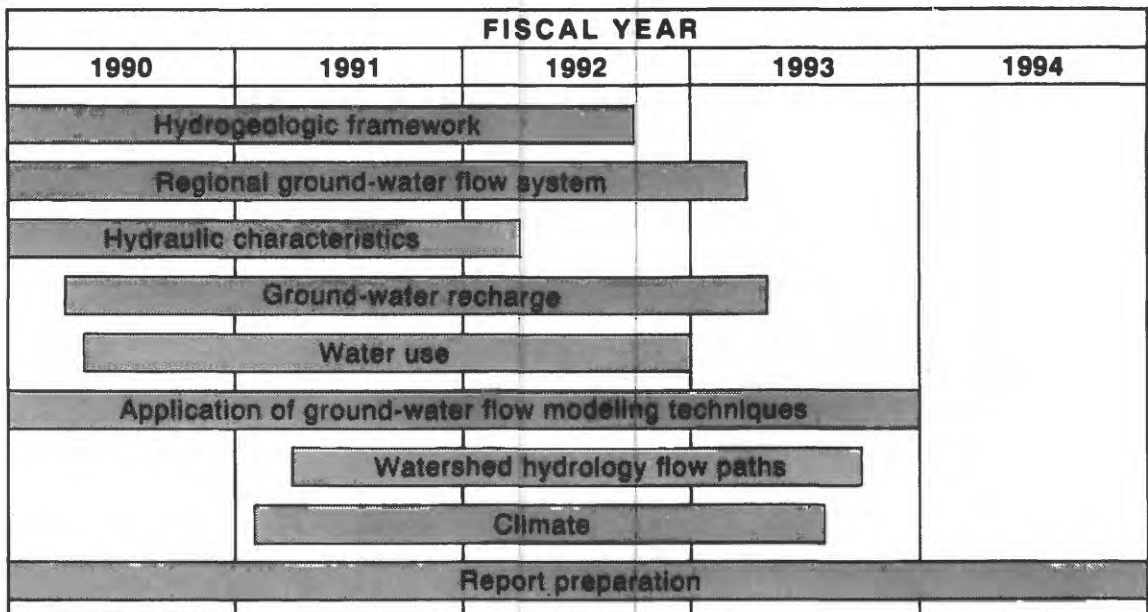 FISCAL YEAR
1990 1991 1992 1993 1994
Hydrogeologic framework
Regional ground-water flow system
Hydraulic characteristics
Ground-water recharge
Water use
Application of ground-water flow modeling techniques
Watershed hydrology flow paths
Climate
Report preparation